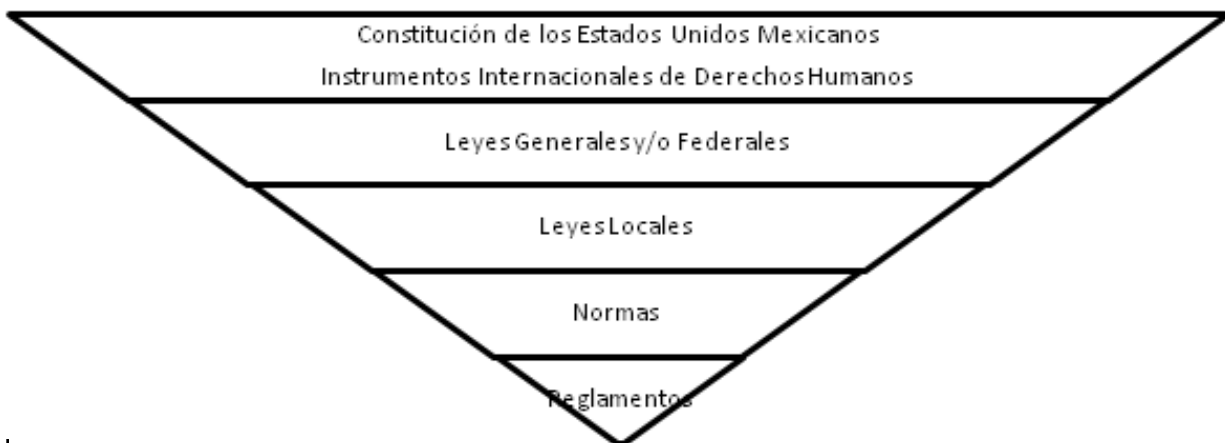 Constitución de los Estados Unidos Mexicanos
Instrumentos Internacionales de Derechos Humanos
Leyes Generales y/o Federales
Leyes Locales
Normas
Reglamentos